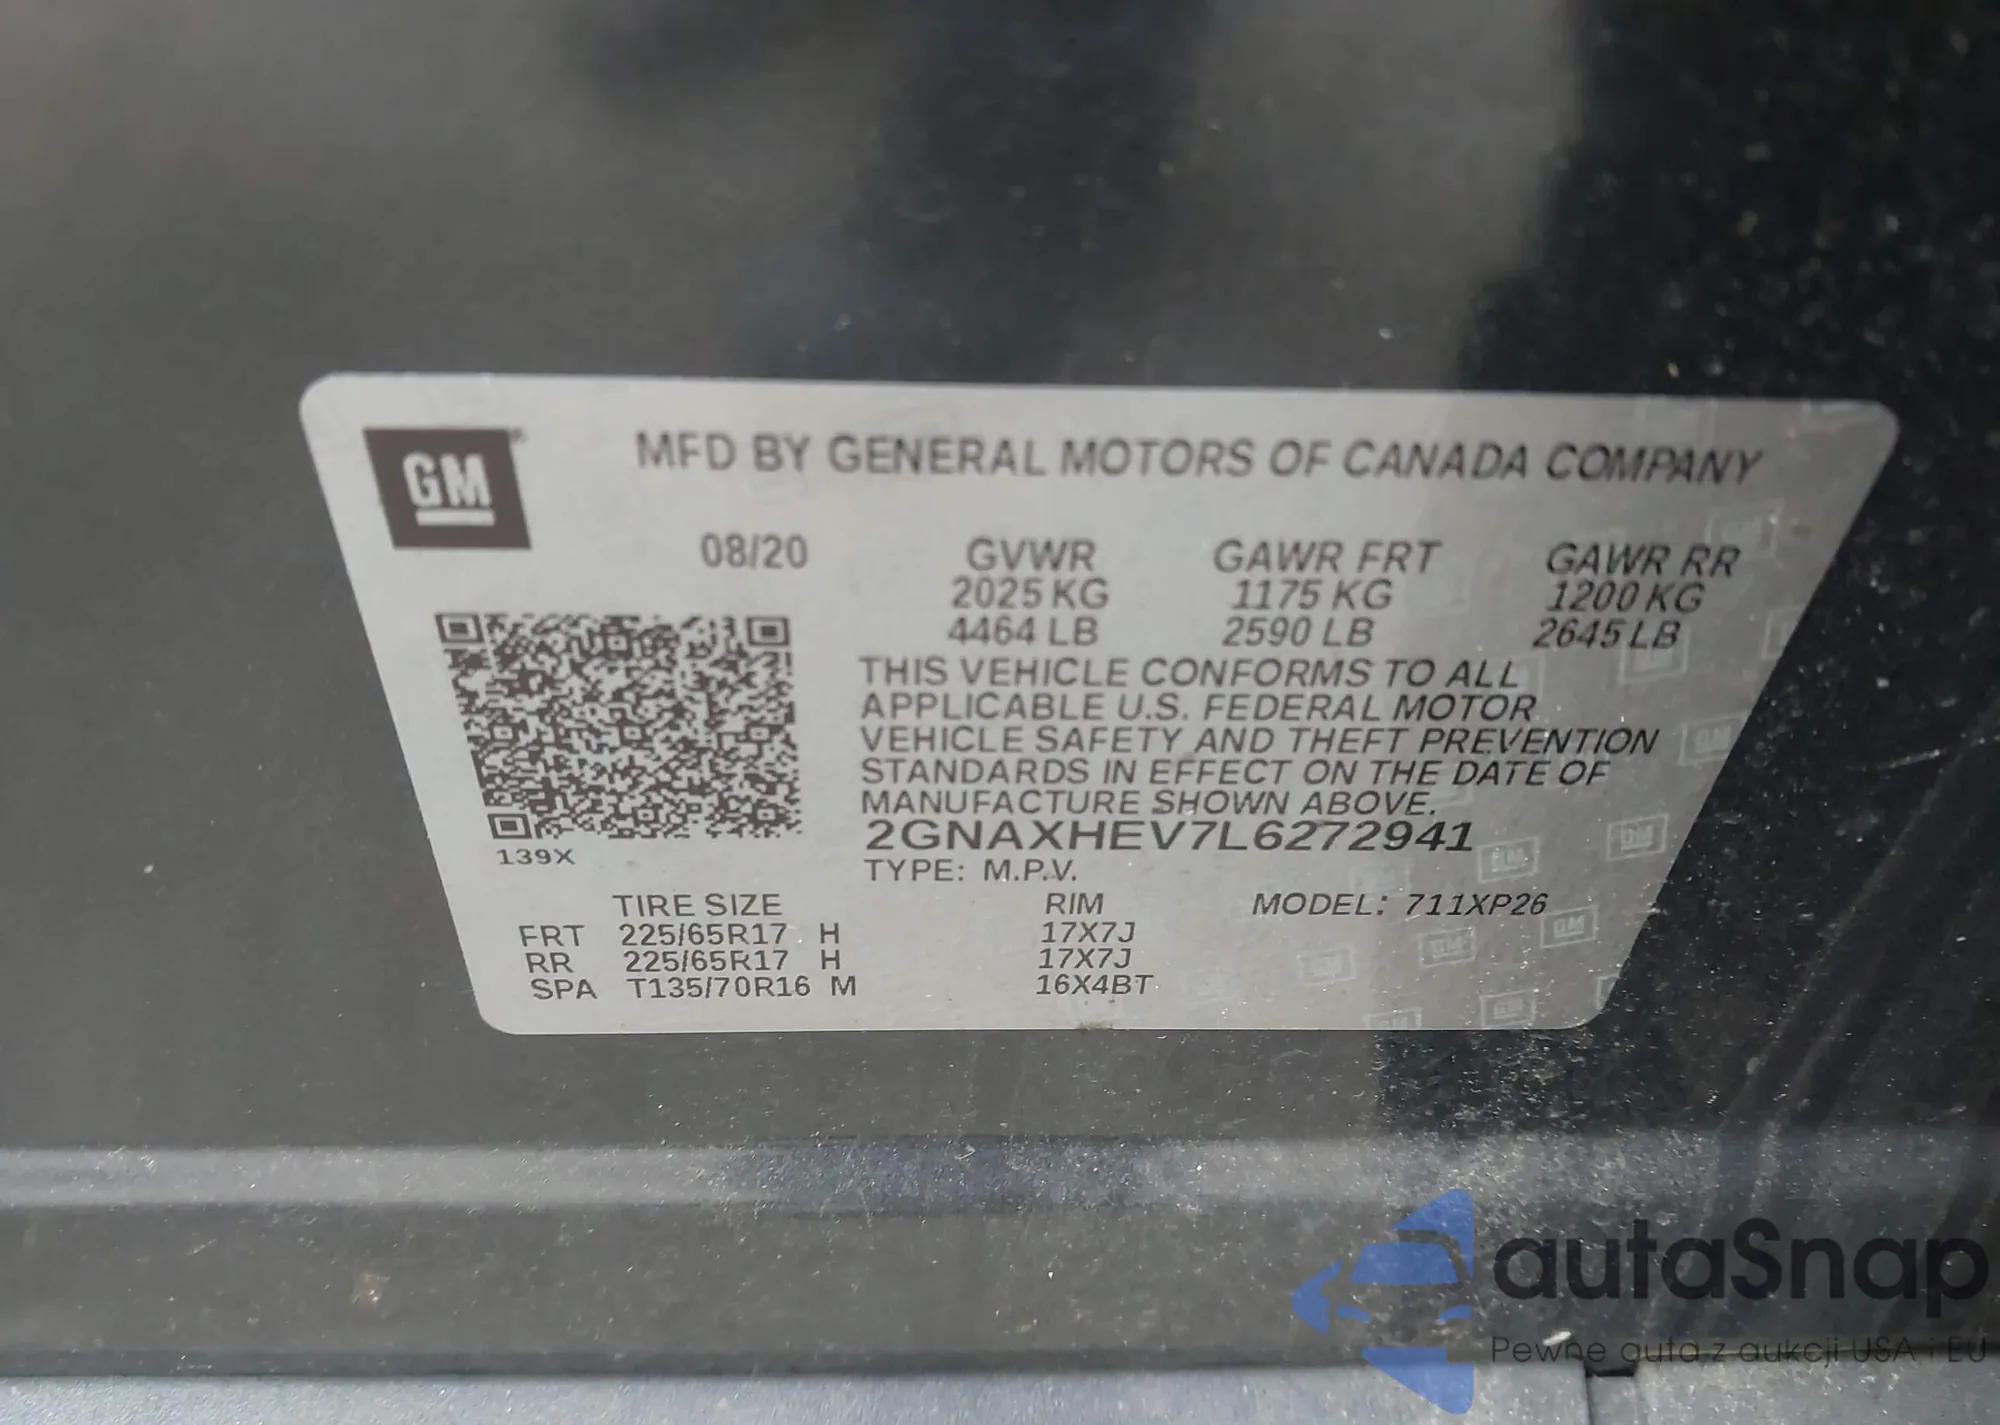 GM
MFD BY GENERAL MOTORS OF CANADA COMPANY
08/20 GVWR GAWR FRT GAWR RR
2025 KG 1175 KG 1200 KG
4464 LB 2590 LB 2645 LB
THIS VEHICLE CONFORMS TO ALL
APPLICABLE U.S. FEDERAL MOTOR
VEHICLE SAFETY AND THEFT PREVENTION
STANDARDS IN EFFECT ON THE DATE OF
MANUFACTURE SHOWN ABOVE.
2GNAXHEV7L6272941
139X
TYPE: M.P.V.
TIRE SIZE RIM MODEL: 711XP26
FRT 225/65R17 H 17X7J
RR 225/65R17 H 17X7J
SPA T135/70R16 M 16X4BT
autaSnap
Pewne auta z aukcji USA i EU